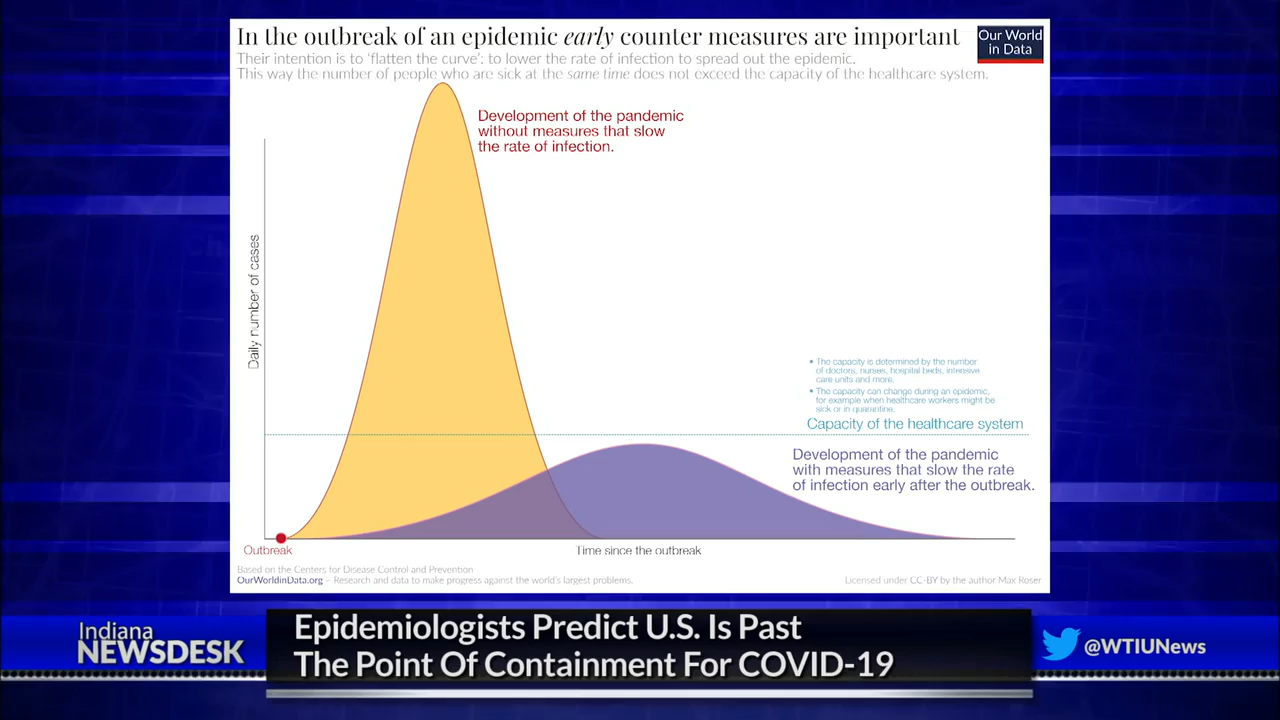 In the outbreak of an epidemic early counter measures are important
Our World
in Data
Their intention is to 'flatten the curve': to lower the rate of infection to spread out the epidemic.
This way the number of people who are sick at the same time does not exceed the capacity of the healthcare system.
Development of the pandemic
without measures that slow
the rate of infection.
Daily number of cases
• The capacity is determined by the number
of doctors, nurses, hospital beds, intensive
care units and more.
• The capacity can change during an epidemic,
for example when healthcare workers might be
sick or in quarantine.
Capacity of the healthcare system
Development of the pandemic
with measures that slow the rate
of infection early after the outbreak.
Outbreak
Time since the outbreak
Based on the Centers for Disease Control and Prevention
OurWorldinData.org - Research and data to make progress against the world's largest problems.
Licensed under CC-BY by the author Max Roser
Indiana
NEWSDESK
Epidemiologists Predict U.S. Is Past
The Point Of Containment For COVID-19
@WTIUNews